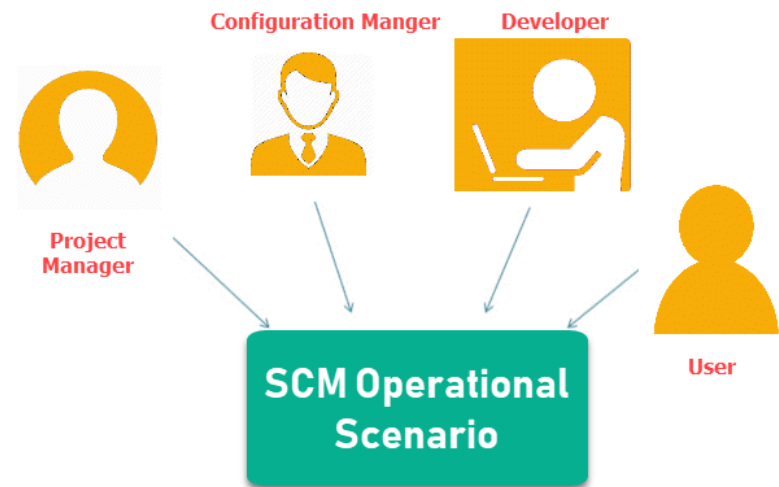 Configuration Manger
Developer
Project
Manager
User
SCM Operational
Scenario